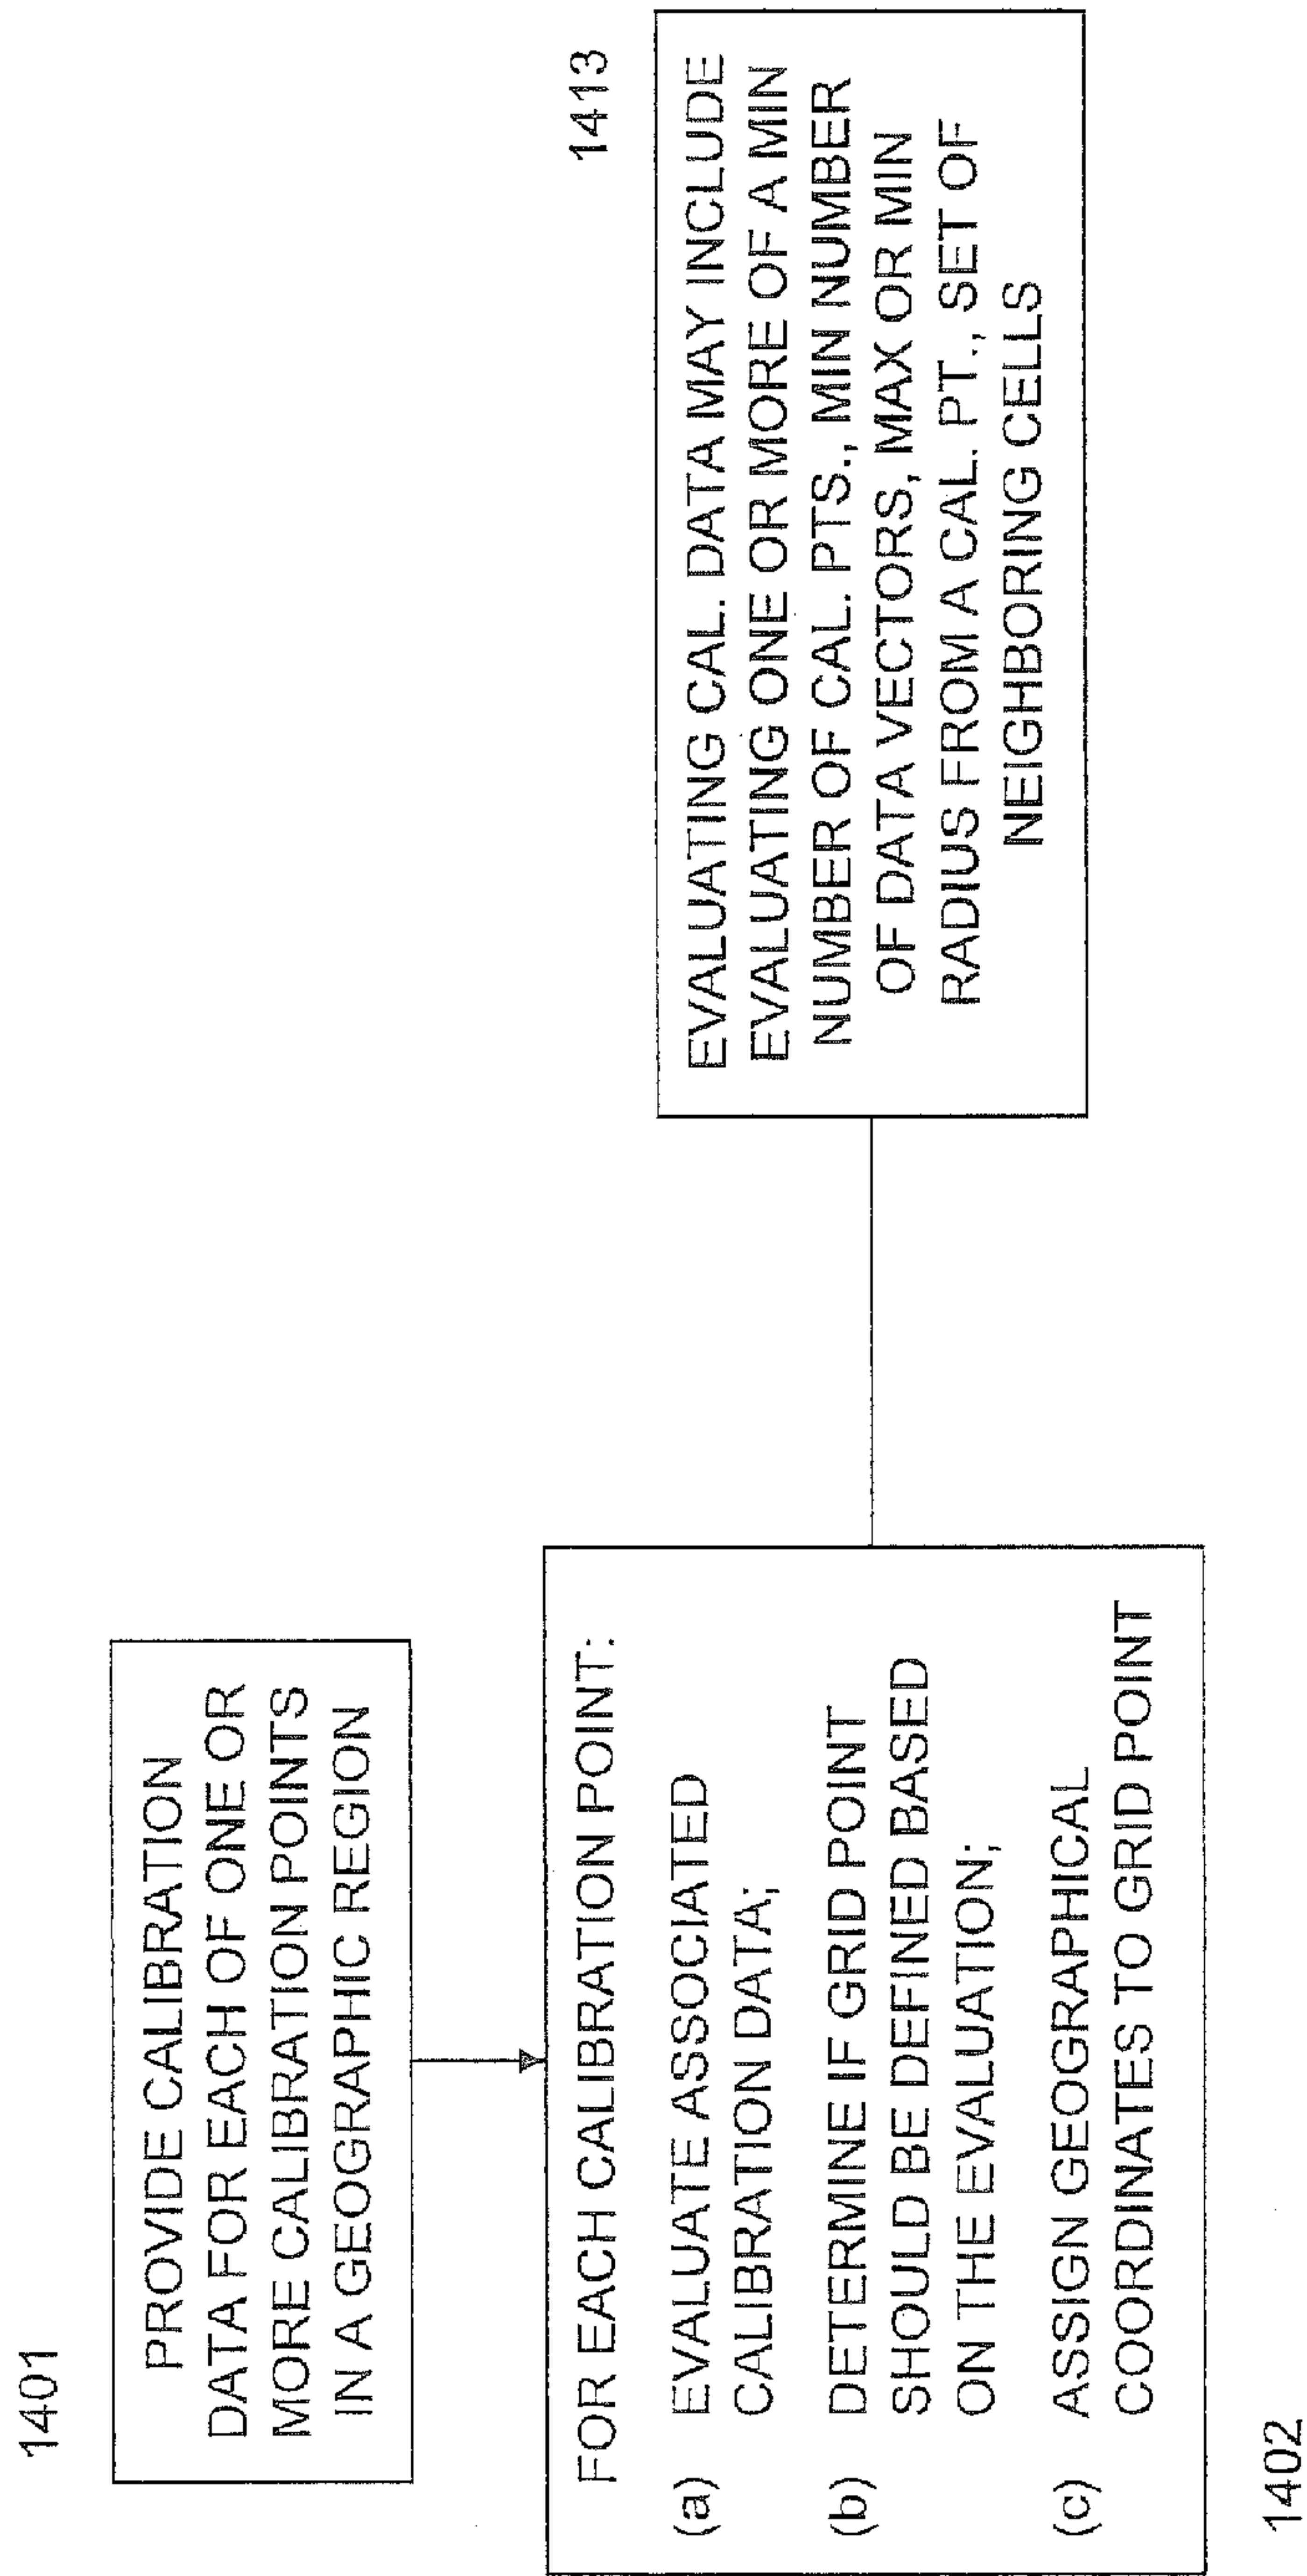 1401
PROVIDE CALIBRATION
DATA FOR EACH OF ONE OR
MORE CALIBRATION POINTS
IN A GEOGRAPHIC REGION
FOR EACH CALIBRATION POINT:
(a) EVALUATE ASSOCIATED
CALIBRATION DATA;
(b) DETERMINE IF GRID POINT
SHOULD BE DEFINED BASED
ON THE EVALUATION;
(c) ASSIGN GEOGRAPHICAL
COORDINATES TO GRID POINT
1402
1413
EVALUATING CAL. DATA MAY INCLUDE
EVALUATING ONE OR MORE OF A MIN
NUMBER OF CAL. PTS., MIN NUMBER
OF DATA VECTORS, MAX OR MIN
RADIUS FROM A CAL. PT., SET OF
NEIGHBORING CELLS